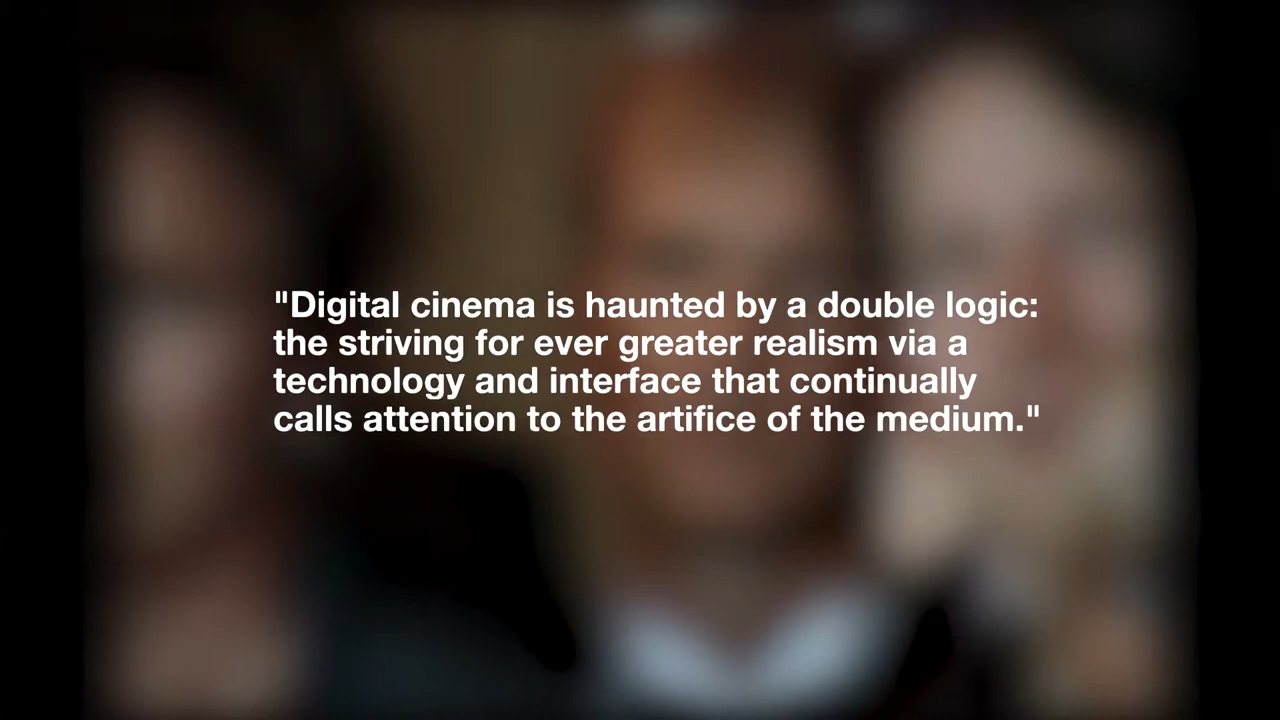 "Digital cinema is haunted by a double logic:
the striving for ever greater realism via a
technology and interface that continually
calls attention to the artifice of the medium."